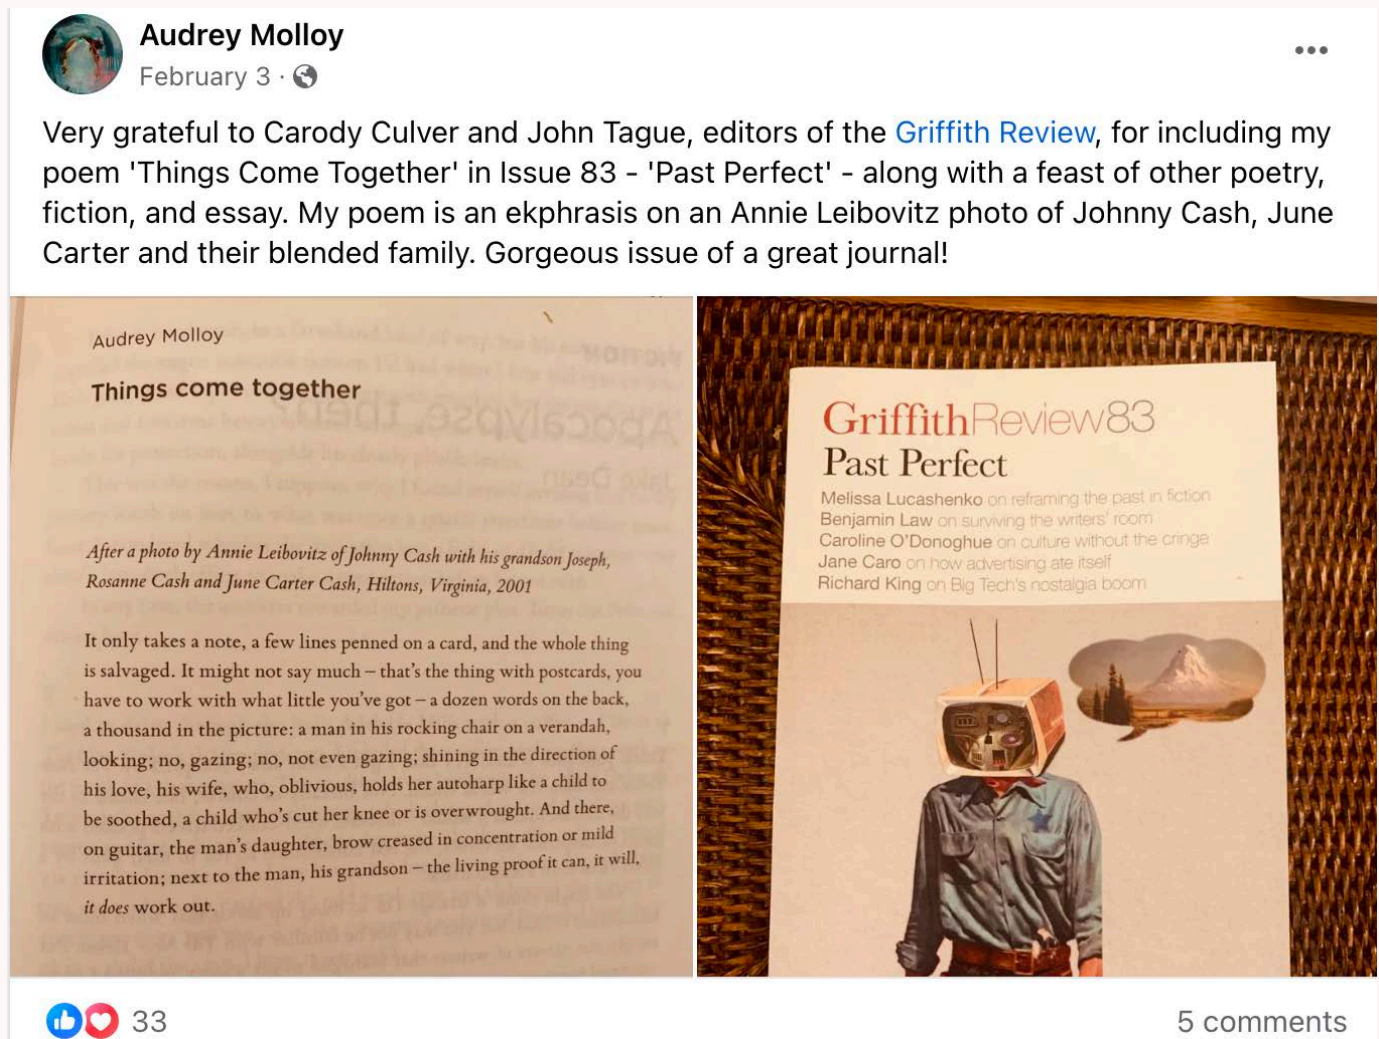 Audrey Molloy
February 3 ·
Very grateful to Carody Culver and John Tague, editors of the Griffith Review, for including my
poem 'Things Come Together' in Issue 83 - 'Past Perfect' - along with a feast of other poetry,
fiction, and essay. My poem is an ekphrasis on an Annie Leibovitz photo of Johnny Cash, June
Carter and their blended family. Gorgeous issue of a great journal!
Audrey Molloy
Things come together
FICTION
Apocalypse, then?
Jake Dean
After a photo by Annie Leibovitz of Johnny Cash with his grandson Joseph,
Rosanne Cash and June Carter Cash, Hiltons, Virginia, 2001
It only takes a note, a few lines penned on a card, and the whole thing
is salvaged. It might not say much – that's the thing with postcards, you
have to work with what little you've got – a dozen words on the back,
a thousand in the picture: a man in his rocking chair on a verandah,
looking; no, gazing; no, not even gazing; shining in the direction of
his love, his wife, who, oblivious, holds her autoharp like a child to
be soothed, a child who's cut her knee or is overwrought. And there,
on guitar, the man's daughter, brow creased in concentration or mild
irritation; next to the man, his grandson – the living proof it can, it will,
it does work out.
GriffithReview83
Past Perfect
Melissa Lucashenko on reframing the past in fiction
Benjamin Law on surviving the writers' room
Caroline O'Donoghue on culture without the cringe
Jane Caro on how advertising ate itself
Richard King on Big Tech's nostalgia boom
33
5 comments